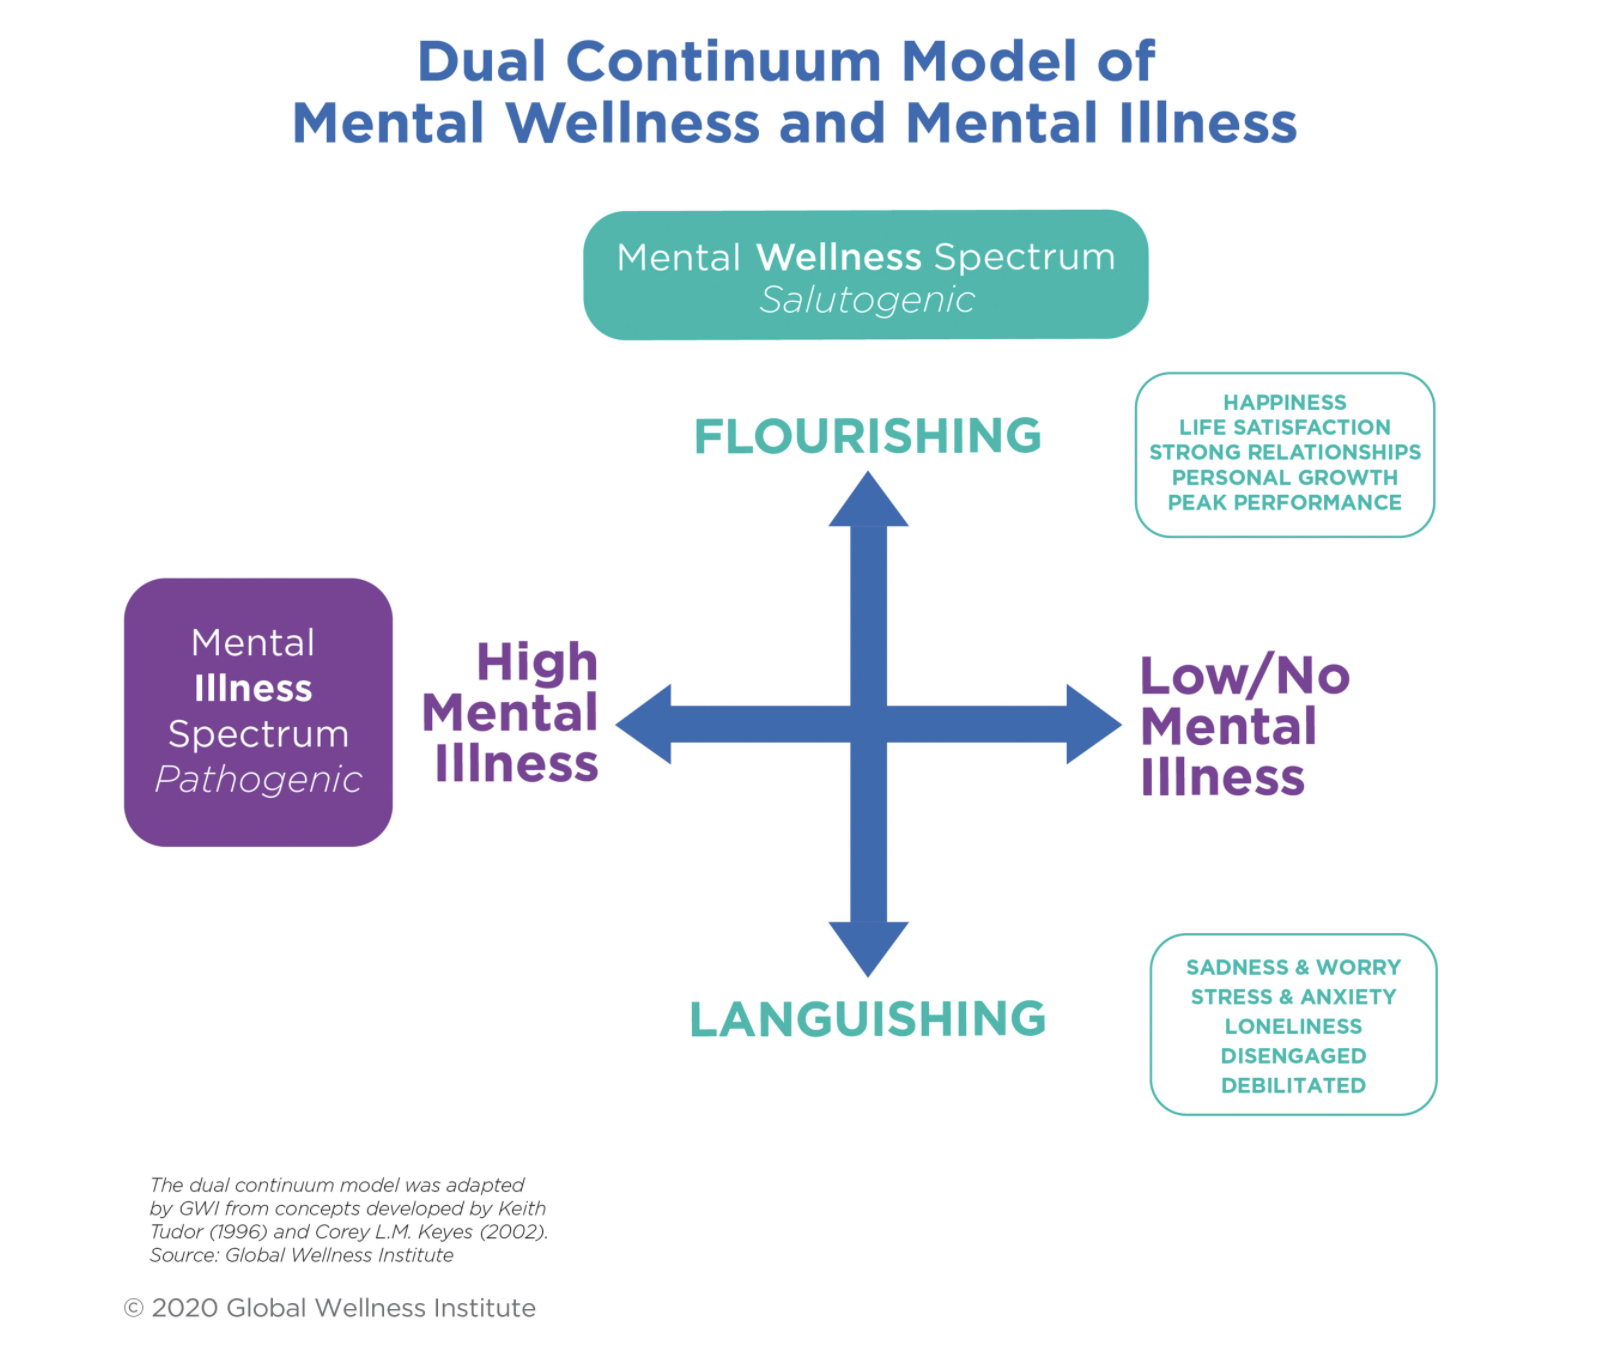 Dual Continuum Model of
Mental Wellness and Mental Illness
Mental Wellness Spectrum
Salutogenic
FLOURISHING
HAPPINESS
LIFE SATISFACTION
STRONG RELATIONSHIPS
PERSONAL GROWTH
PEAK PERFORMANCE
Mental
Illness
Spectrum
Pathogenic
High
Mental
Illness
Low/No
Mental
Illness
LANGUISHING
SADNESS & WORRY
STRESS & ANXIETY
LONELINESS
DISENGAGED
DEBILITATED
The dual continuum model was adapted
by GWI from concepts developed by Keith
Tudor (1996) and Corey L.M. Keyes (2002).
Source: Global Wellness Institute
© 2020 Global Wellness Institute